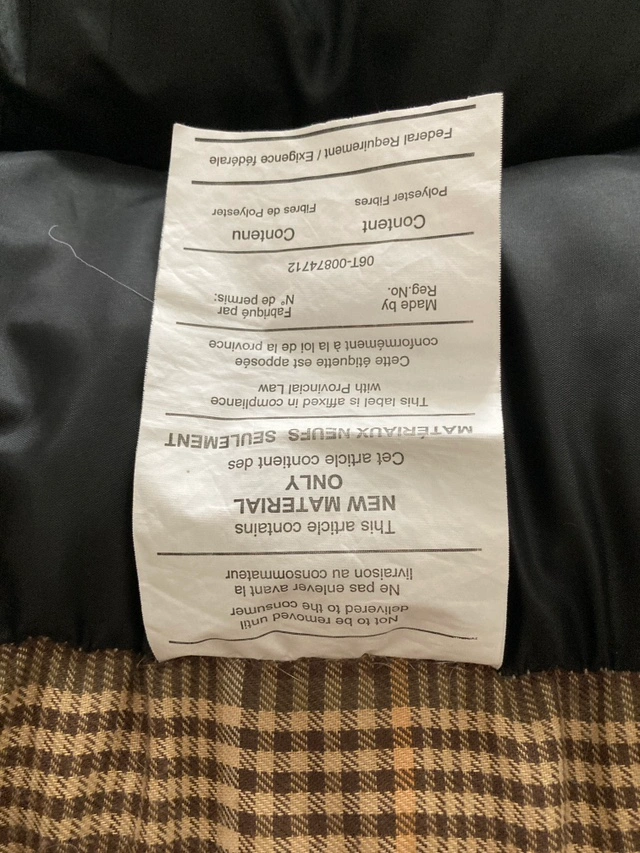 Not to be removed until
delivered to the consumer
Ne pas enlever avant la
livraison au consommateur
This article contains
NEW MATERIAL
ONLY
Cet article contient des
MATÉRIAUX NEUFS SEULEMENT
This label is affixed in compliance
with Provincial Law
Cette étiquette est apposée
conformément à la loi de la province
Made by Fabriqué par
Reg.No. N° de permis:
06T-00874712
Content Contenu
Polyester Fibres Fibres de Polyester
Federal Requirement / Exigence fédérale